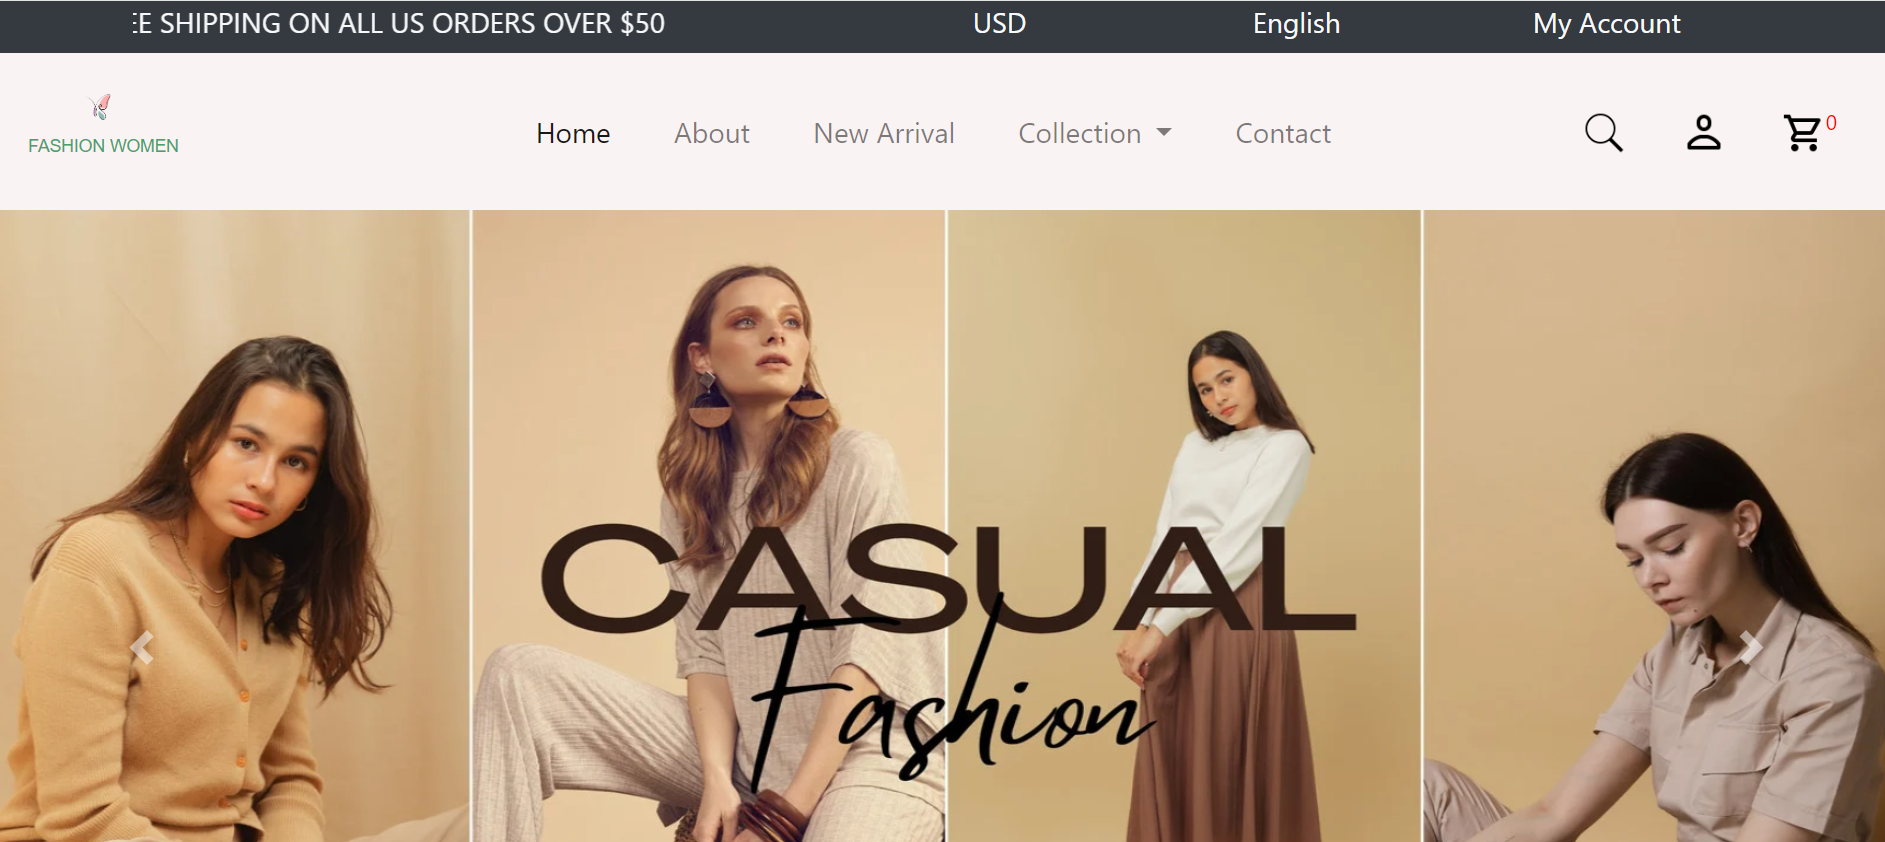 EE SHIPPING ON ALL US ORDERS OVER $50 USD English My Account
FASHION WOMEN
Home About New Arrival Collection Contact
0
CASUAL
Fashion